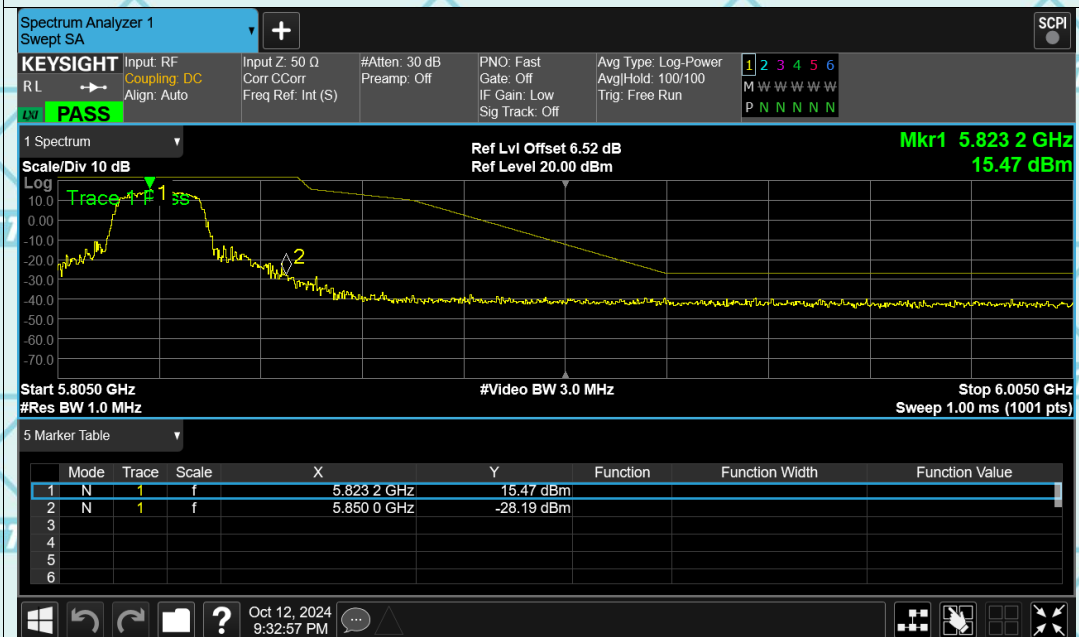 Spectrum Analyzer 1
Swept SA
+
SCPI
KEYSIGHT
R L
LXI PASS
Input: RF
Coupling: DC
Align: Auto
Input Z: 50 Ω
Corr CCorr
Freq Ref: Int (S)
#Atten: 30 dB
Preamp: Off
PNO: Fast
Gate: Off
IF Gain: Low
Sig Track: Off
Avg Type: Log-Power
Avg|Hold: 100/100
Trig: Free Run
1 2 3 4 5 6
M W W W W W
P N N N N N
1 Spectrum
Scale/Div 10 dB
Ref Lvl Offset 6.52 dB
Ref Level 20.00 dBm
Mkr1 5.823 2 GHz
15.47 dBm
Log
Trace 1 Pass
1
2
10.0
0.00
-10.0
-20.0
-30.0
-40.0
-50.0
-60.0
-70.0
Start 5.8050 GHz
#Video BW 3.0 MHz
Stop 6.0050 GHz
#Res BW 1.0 MHz
Sweep 1.00 ms (1001 pts)
5 Marker Table
Mode Trace Scale X Y Function Function Width Function Value
1 N 1 f 5.823 2 GHz 15.47 dBm
2 N 1 f 5.850 0 GHz -28.19 dBm
3
4
5
6
?
Oct 12, 2024
9:32:57 PM